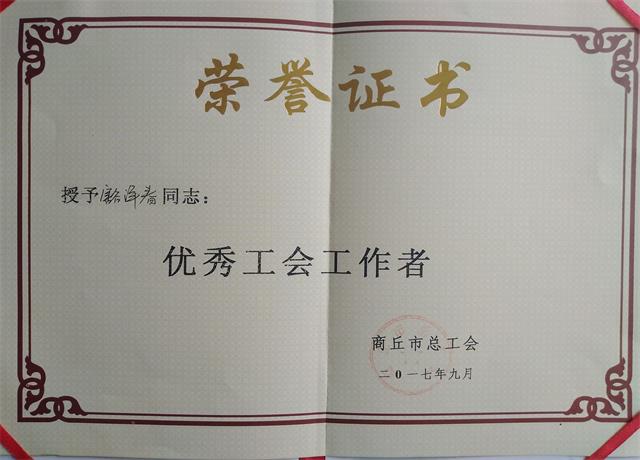 荣誉证书
授予 同志：
优秀工会工作者
商丘市总工会
二0一七年九月